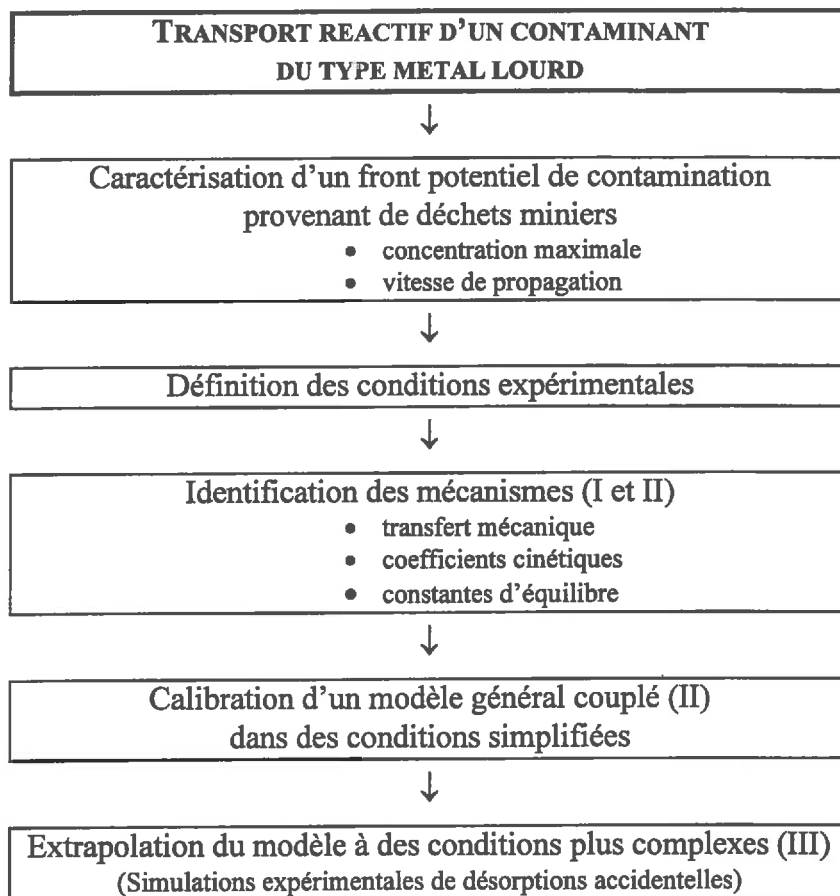 TRANSPORT REACTIF D'UN CONTAMINANT
DU TYPE METAL LOURD
↓
Caractérisation d'un front potentiel de contamination
provenant de déchets miniers
• concentration maximale
• vitesse de propagation
↓
Définition des conditions expérimentales
↓
Identification des mécanismes (I et II)
• transfert mécanique
• coefficients cinétiques
• constantes d'équilibre
↓
Calibration d'un modèle général couplé (II)
dans des conditions simplifiées
↓
Extrapolation du modèle à des conditions plus complexes (III)
(Simulations expérimentales de désorptions accidentelles)